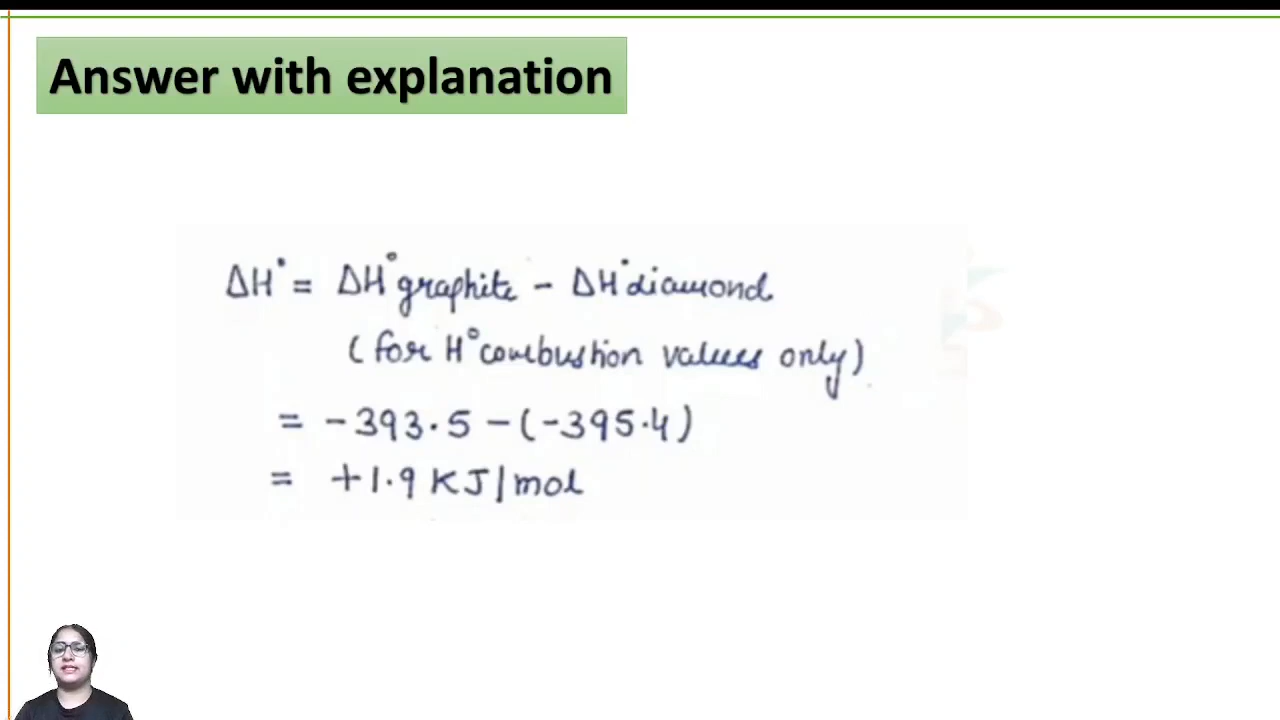 Answer with explanation
ΔH° = ΔH°graphite - ΔH°diamond
(for H°combustion values only)
= -393.5 - (-395.4)
= +1.9 KJ/mol